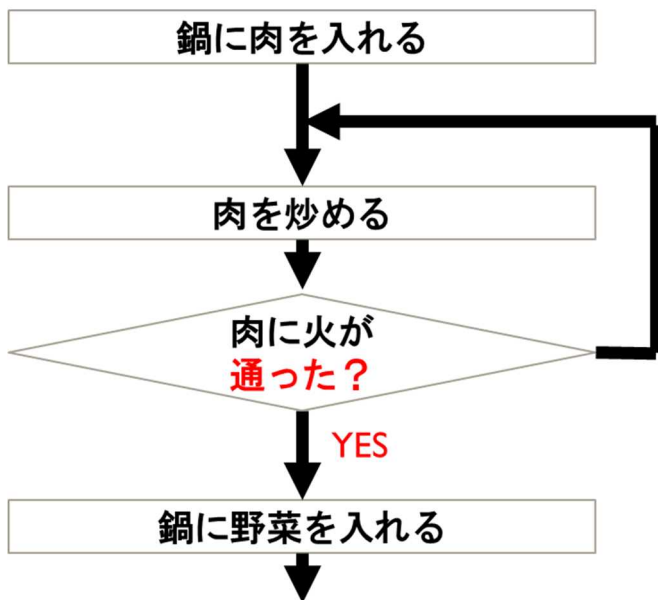 鍋に肉を入れる
肉を炒める
肉に火が
通った？
YES
鍋に野菜を入れる